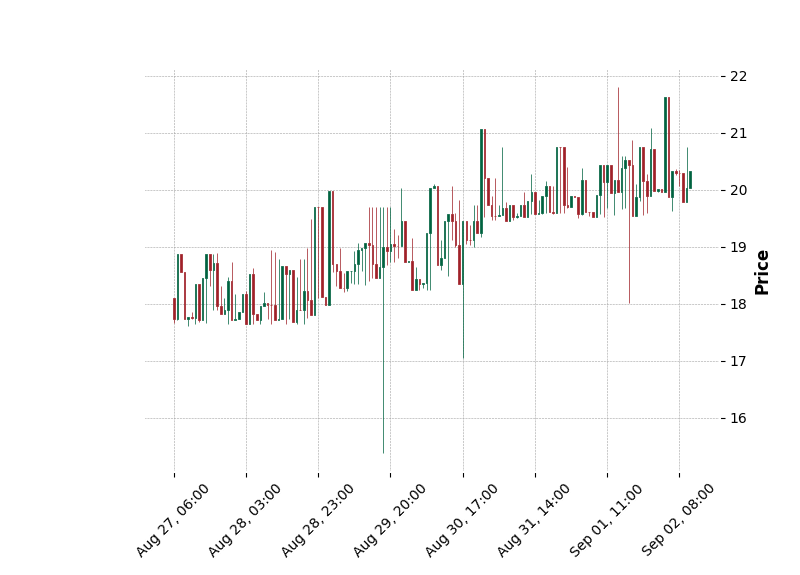 22
21
20
19
18
17
16
Price
Aug 27, 06:00
Aug 28, 03:00
Aug 28, 23:00
Aug 29, 20:00
Aug 30, 17:00
Aug 31, 14:00
Sep 01, 11:00
Sep 02, 08:00